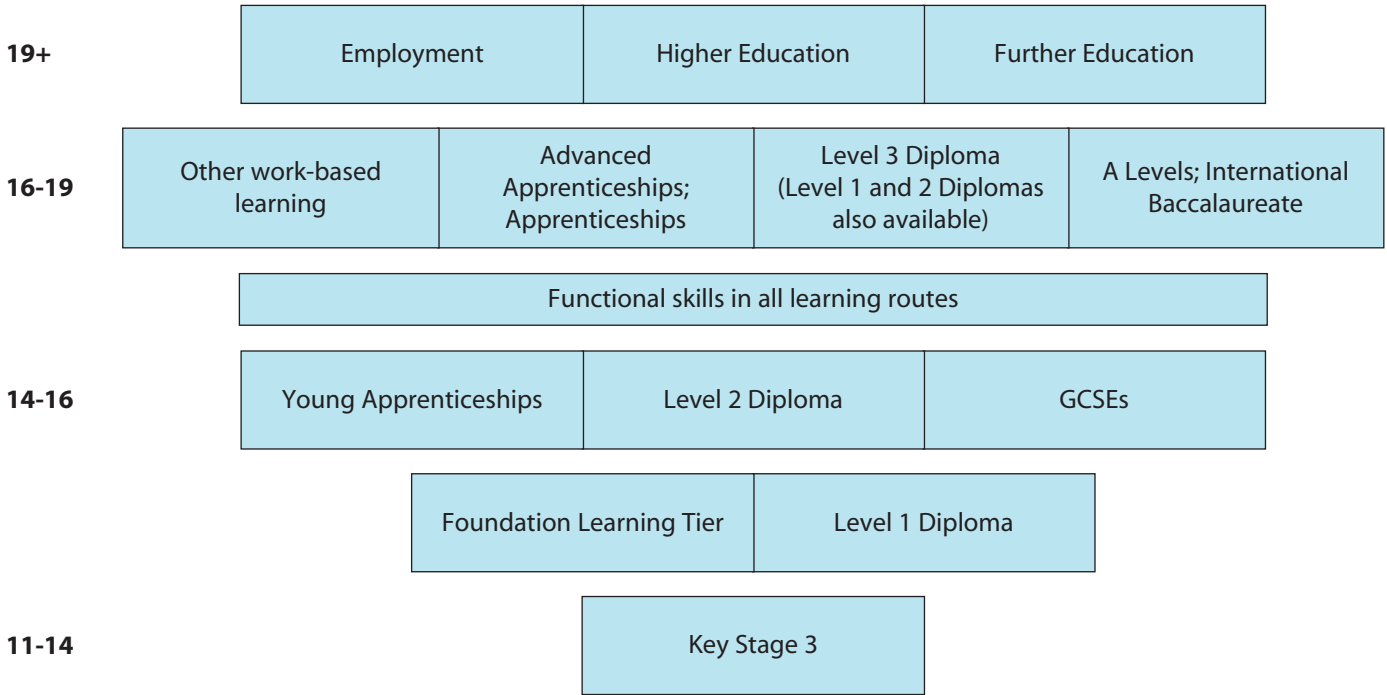 19+
Employment
Higher Education
Further Education
16-19
Other work-based
learning
Advanced
Apprenticeships;
Apprenticeships
Level 3 Diploma
(Level 1 and 2 Diplomas
also available)
A Levels; International
Baccalaureate
Functional skills in all learning routes
14-16
Young Apprenticeships
Level 2 Diploma
GCSEs
Foundation Learning Tier
Level 1 Diploma
11-14
Key Stage 3